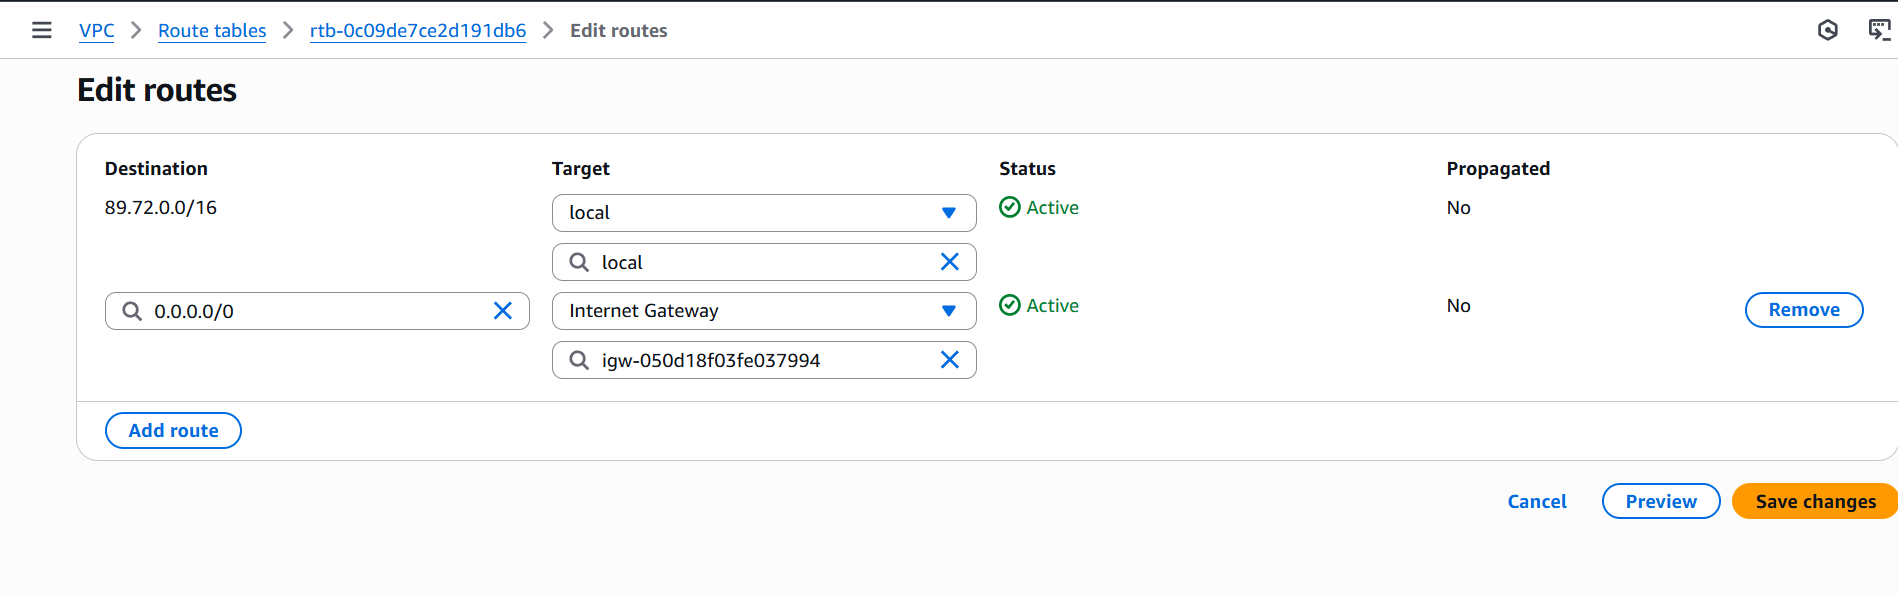 VPC > Route tables > rtb-0c09de7ce2d191db6 > Edit routes
Edit routes
Destination Target Status Propagated
89.72.0.0/16 local Active No
local
0.0.0.0/0 Internet Gateway Active No Remove
igw-050d18f03fe037994
Add route
Cancel Preview Save changes